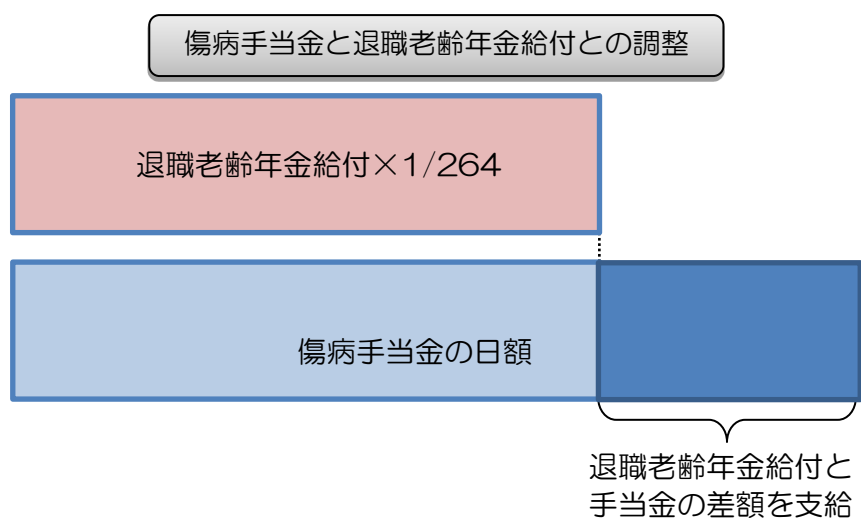 傷病手当金と退職老齢年金給付との調整
退職老齢年金給付×1/264
傷病手当金の日額
退職老齢年金給付と
手当金の差額を支給